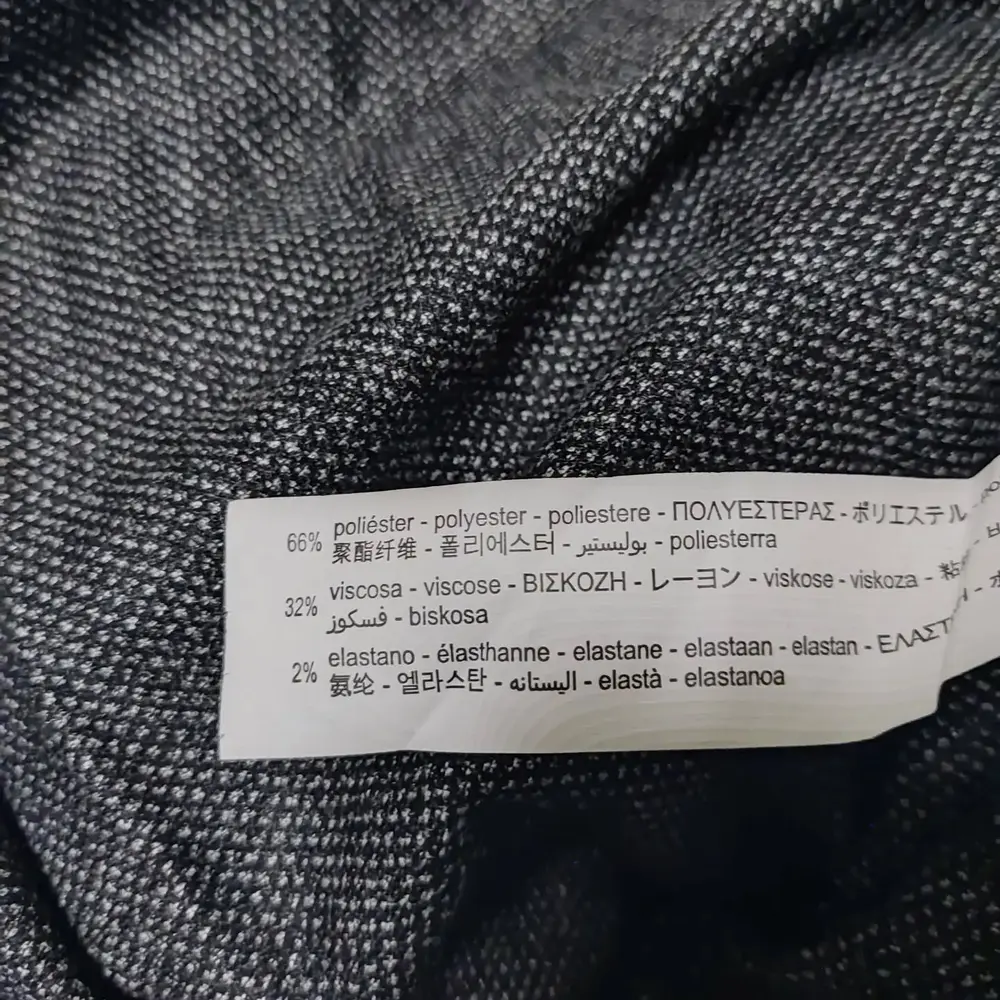 66% poliéster - polyester - poliestere - ΠΟΛΥΕΣΤΕΡΑΣ - ポリエステル -
聚酯纤维 - 폴리에스터 - بوليستير - poliesterra
32% viscosa - viscose - ΒΙΣΚΟΖΗ - レーヨン - viskose - viskoza -
فسكوز - biskosa
2% elastano - élasthanne - elastane - elastaan - elastan -
氨纶 - 엘라스탄 - اليستانه - elastà - elastanoa